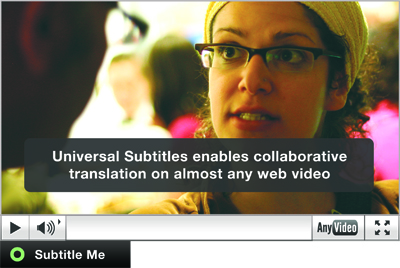 Universal Subtitles enables collaborative
translation on almost any web video
AnyVideo
Subtitle Me